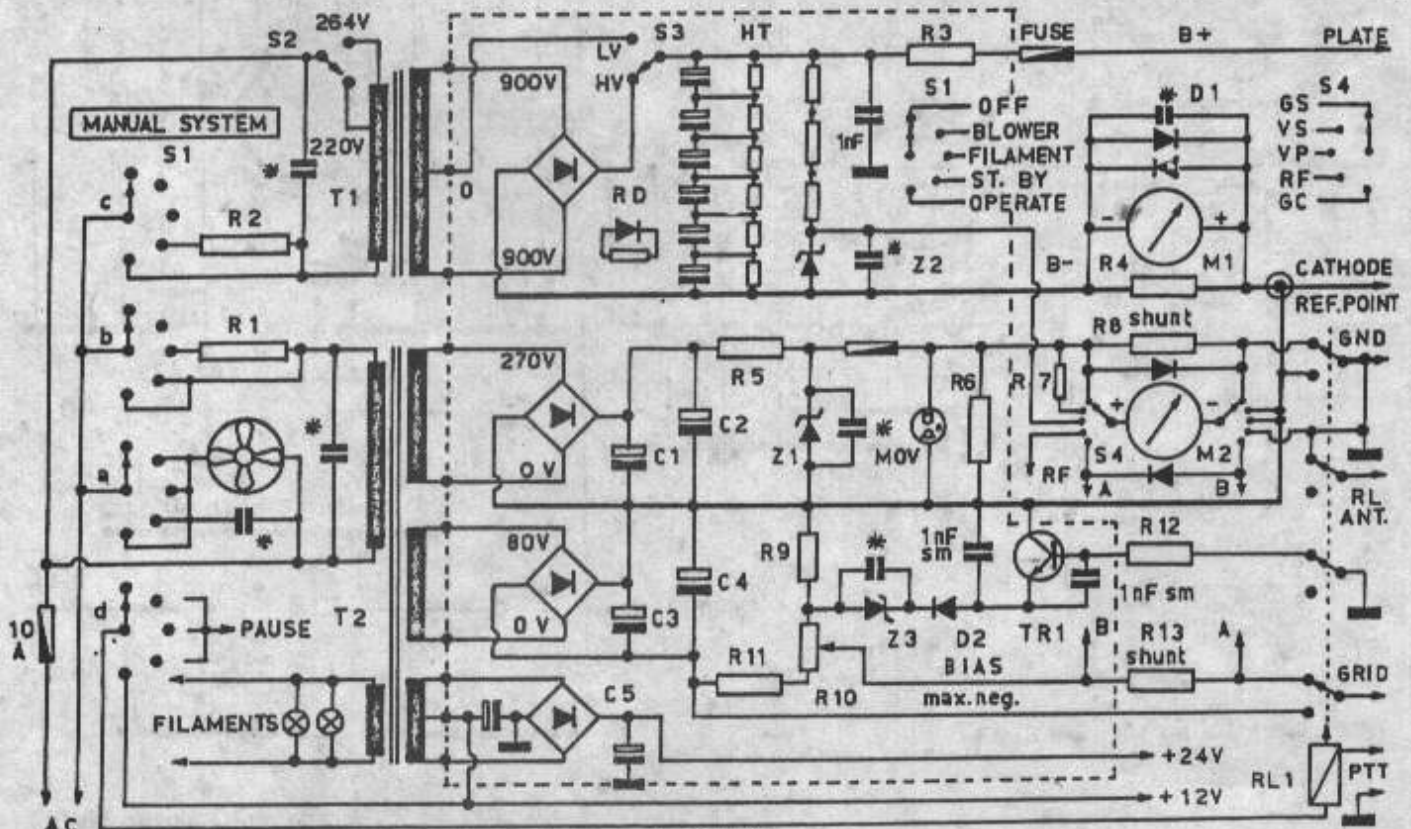 264V
S2
LV
HV
S3
HT
R3
FUSE
B+
PLATE
900V
MANUAL SYSTEM
S1
220V
*
c
R2
T1
0
RD
900V
1nF
S1
OFF
BLOWER
FILAMENT
ST. BY
OPERATE
* D1
GS
VS
VP
RF
GC
S4
*
Z2
B-
- * +
R4
M1
CATHODE
REF. POINT
b
R1
270V
0 V
R5
C1
C2
Z1
*
MOV
R6
R 7
R8 shunt
GND
+ -
S4
M2
RF
A
B
RL
ANT.
a
*
*
80V
0 V
C3
C4
R9
*
1nF
sm
R12
1nF sm
Z3
D2
TR1
d
PAUSE
T2
10
A
R11
R10
BIAS
max.neg.
B
R13
shunt
A
GRID
FILAMENTS
C5
+24V
+12V
RL1
PTT
AC